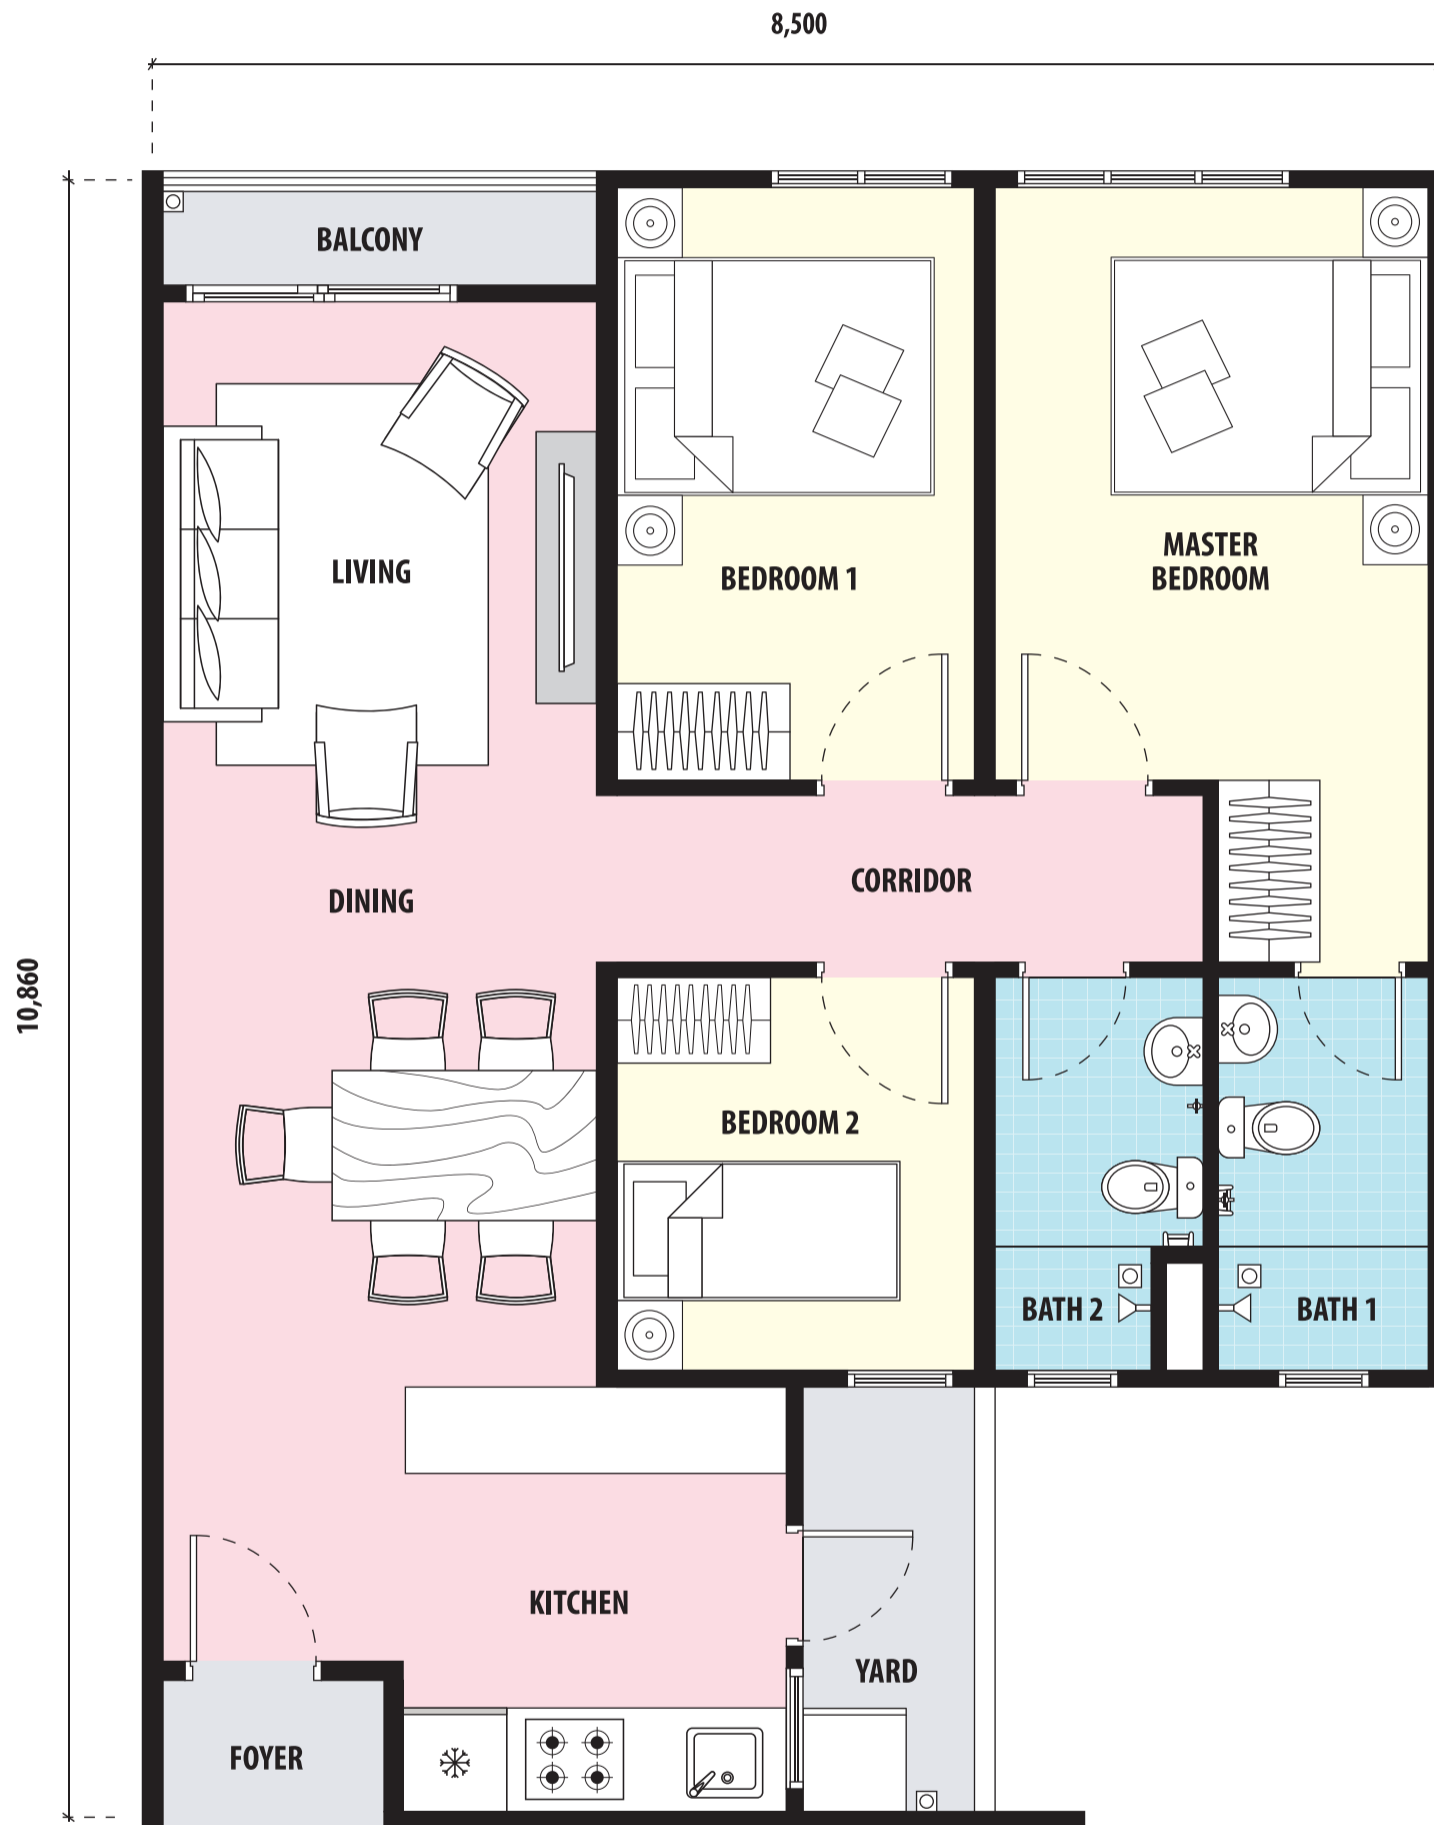 8,500
BALCONY
LIVING
BEDROOM 1
MASTER
BEDROOM
DINING
CORRIDOR
10,860
BEDROOM 2
BATH 2
BATH 1
KITCHEN
YARD
FOYER